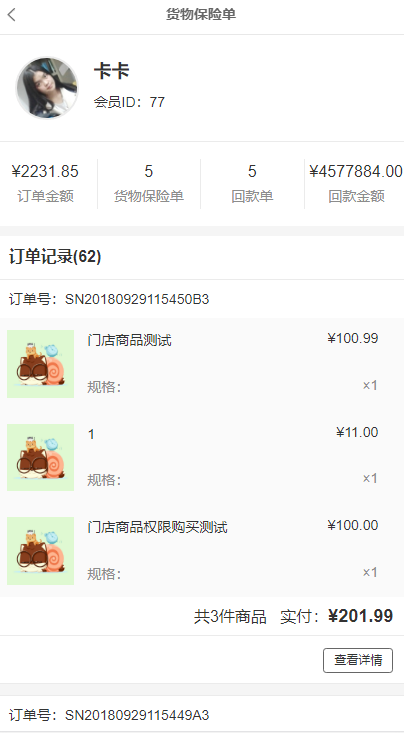 货物保险单
卡卡
会员ID：77
¥2231.85 5 5 ¥4577884.00
订单金额 货物保险单 回款单 回款金额
订单记录(62)
订单号：SN20180929115450B3
门店商品测试 ¥100.99
规格： ×1
1 ¥11.00
规格： ×1
门店商品权限购买测试 ¥100.00
规格： ×1
共3件商品 实付：¥201.99
查看详情
订单号：SN20180929115449A3